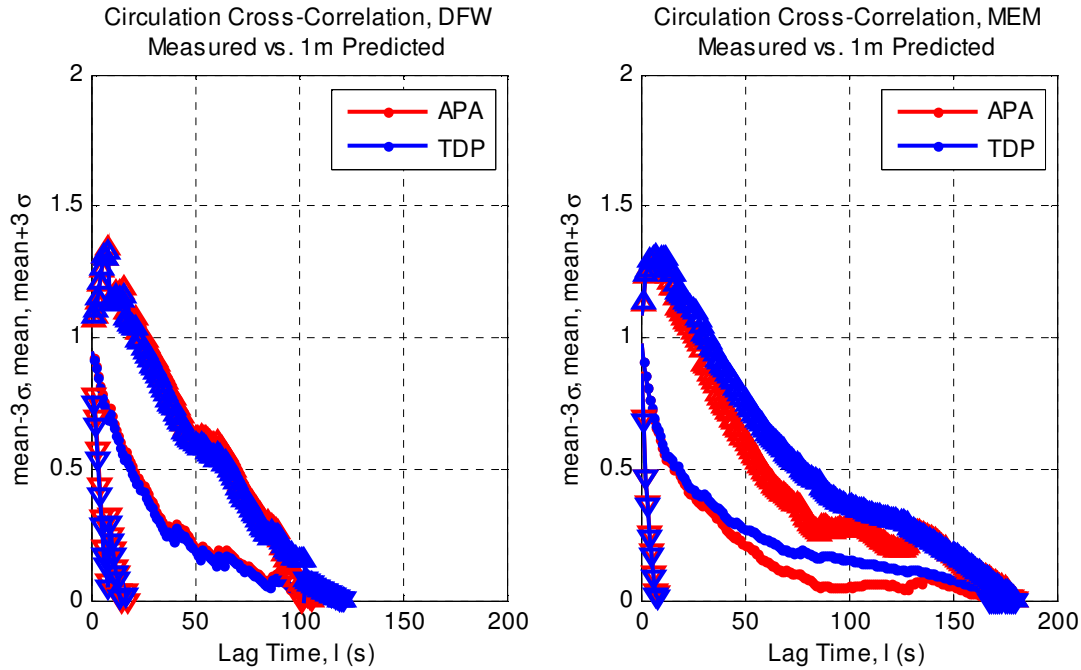 Circulation Cross-Correlation, DFW
Measured vs. 1m Predicted
2
1.5
1
0.5
0
mean-3σ, mean, mean+3σ
APA
TDP
0 50 100 150 200
Lag Time, l (s)
Circulation Cross-Correlation, MEM
Measured vs. 1m Predicted
2
1.5
1
0.5
0
mean-3σ, mean, mean+3σ
APA
TDP
0 50 100 150 200
Lag Time, l (s)